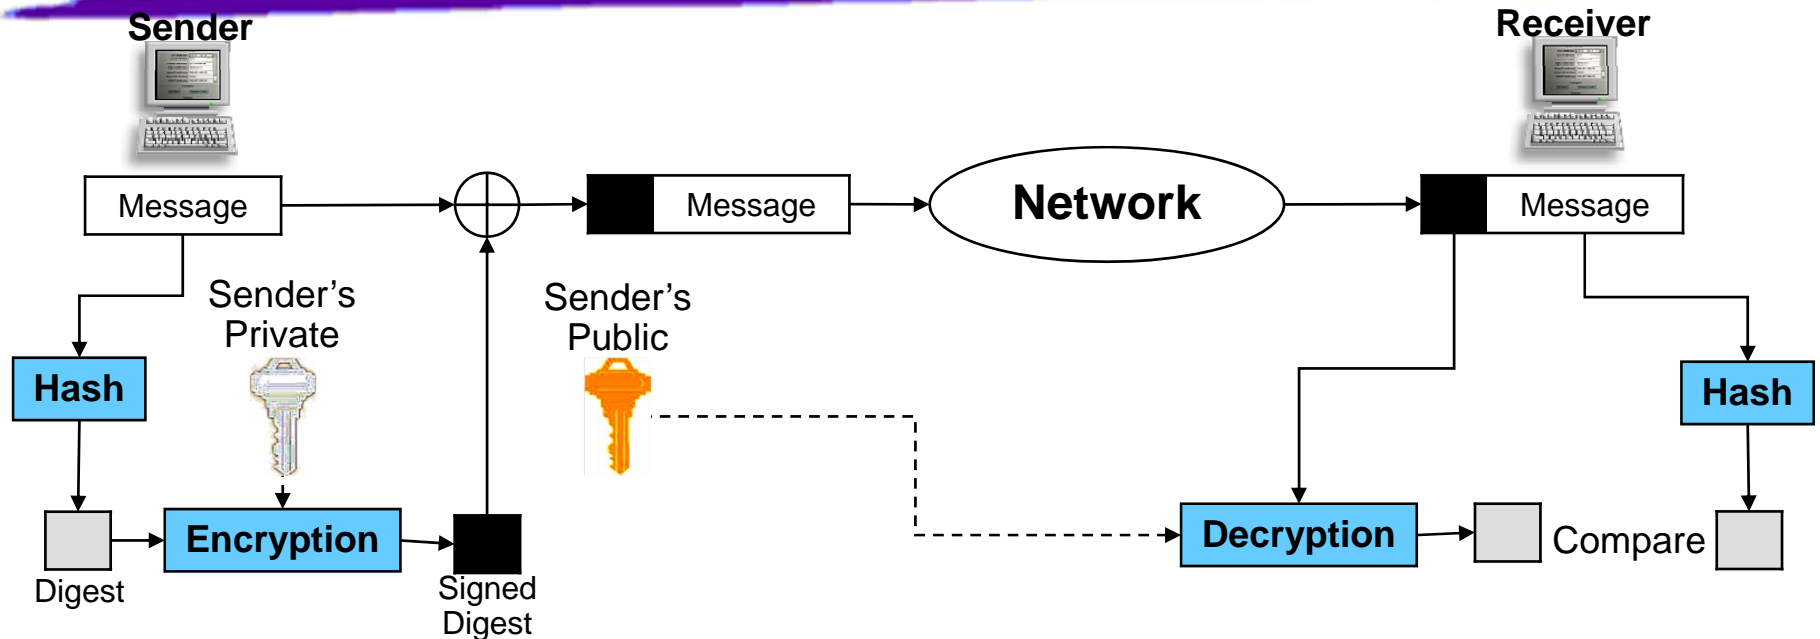 Sender
Receiver
Message
Message
Network
Message
Sender’s
Private
Sender’s
Public
Hash
Hash
Encryption
Decryption
Compare
Digest
Signed
Digest